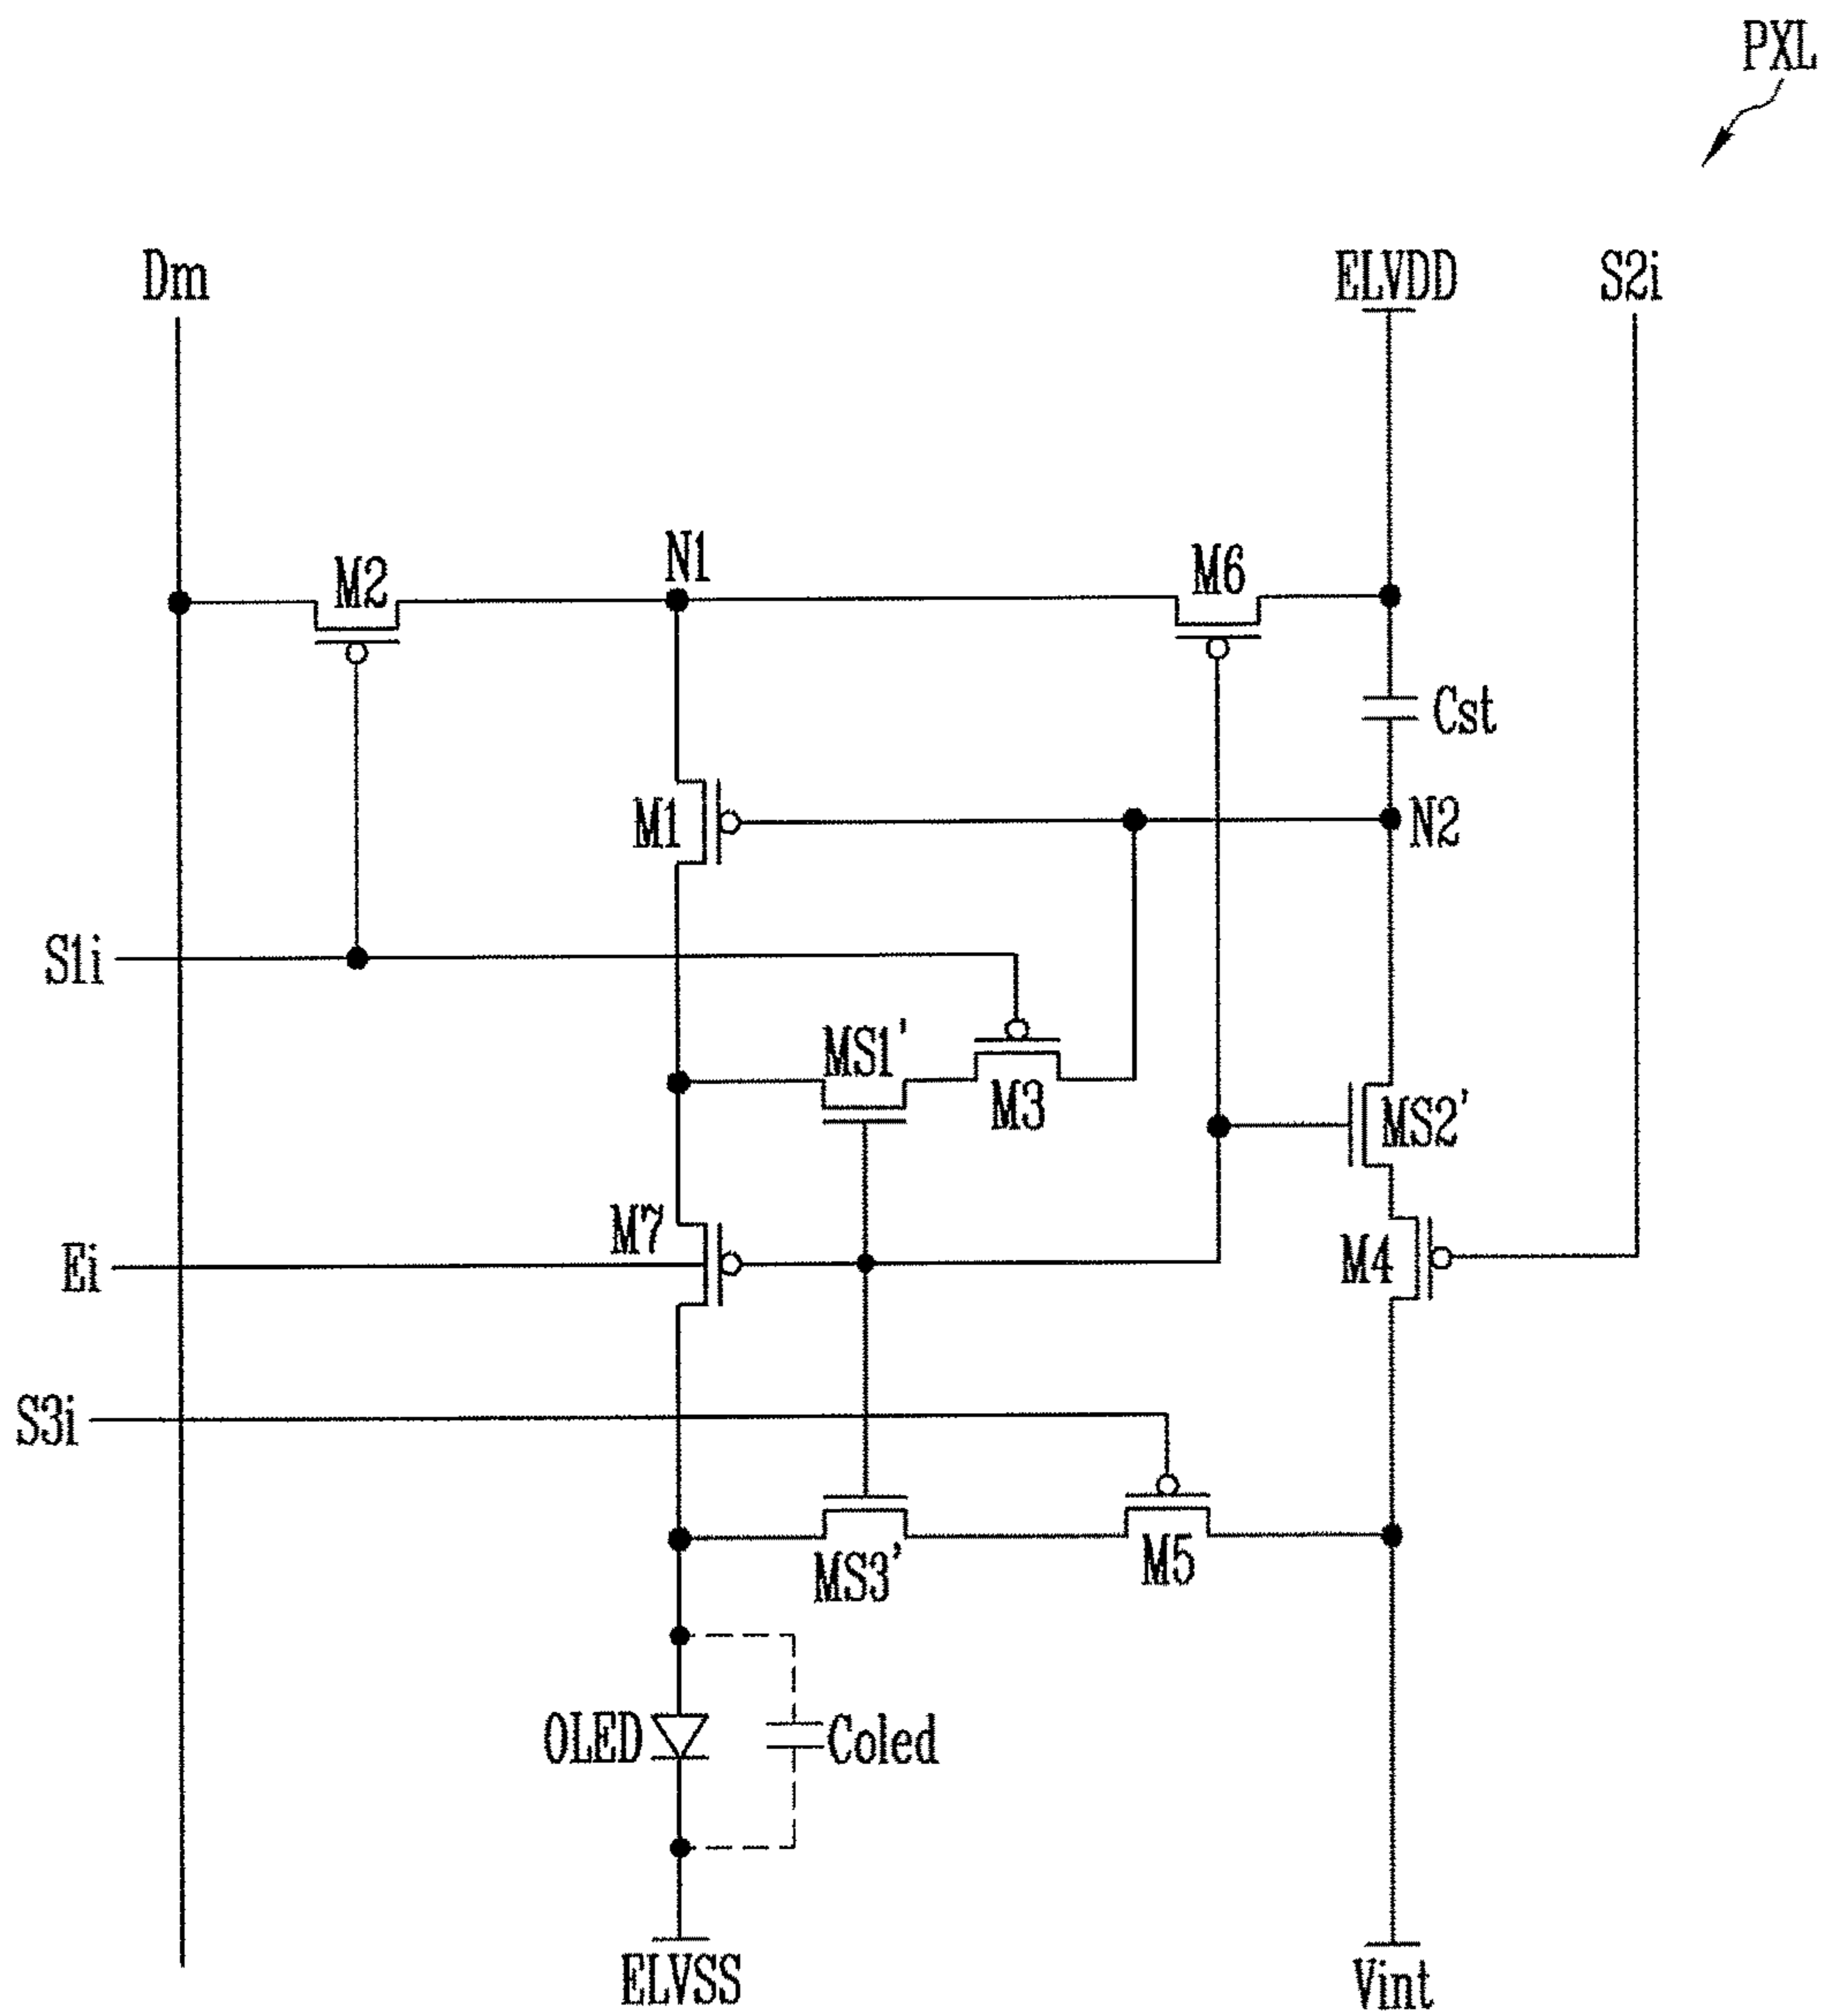 PXL
Dm
ELVDD
S2i
M2
N1
M6
Cst
M1
N2
S1i
MS1'
M3
MS2'
M7
Ei
M4
S3i
MS3'
M5
OLED
Coled
ELVSS
Vint